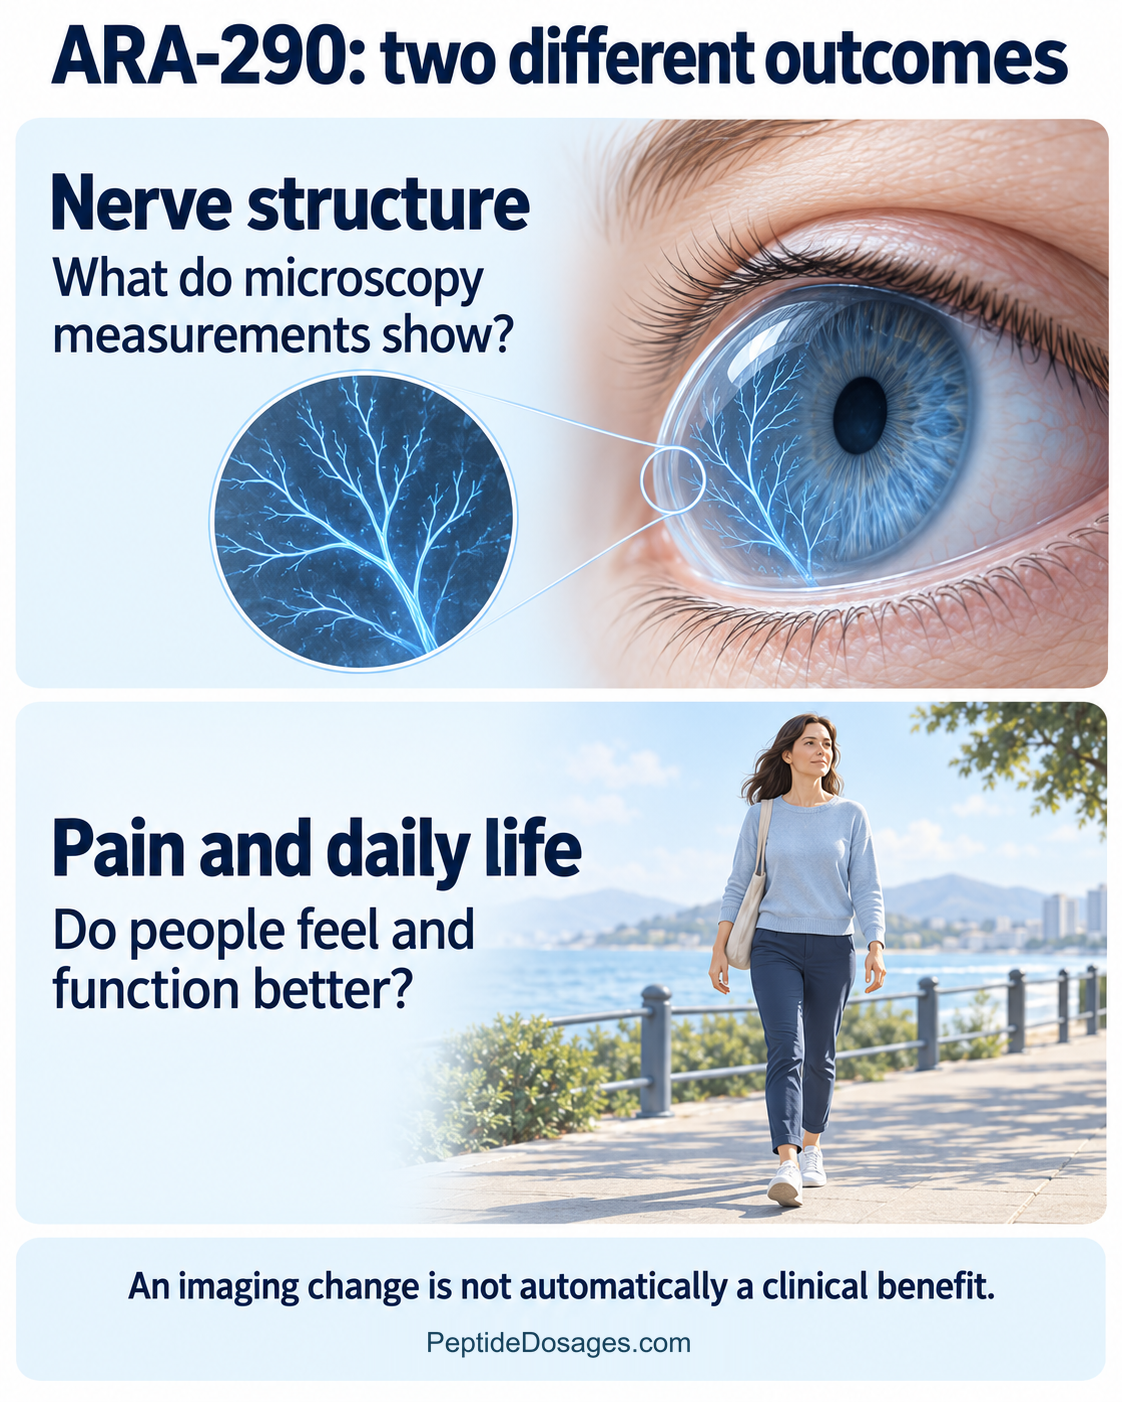 ARA-290: two different outcomes
Nerve structure
What do microscopy
measurements show?
Pain and daily life
Do people feel and
function better?
An imaging change is not automatically a clinical benefit.
PeptideDosages.com